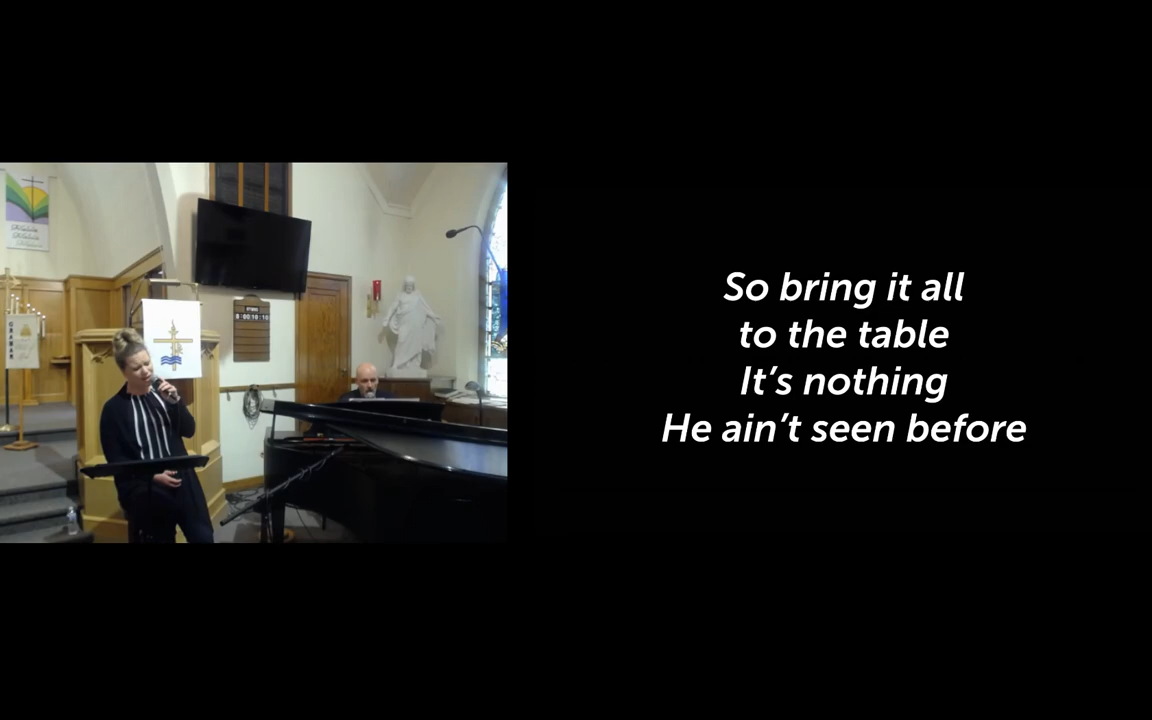 So bring it all
to the table
It’s nothing
He ain’t seen before